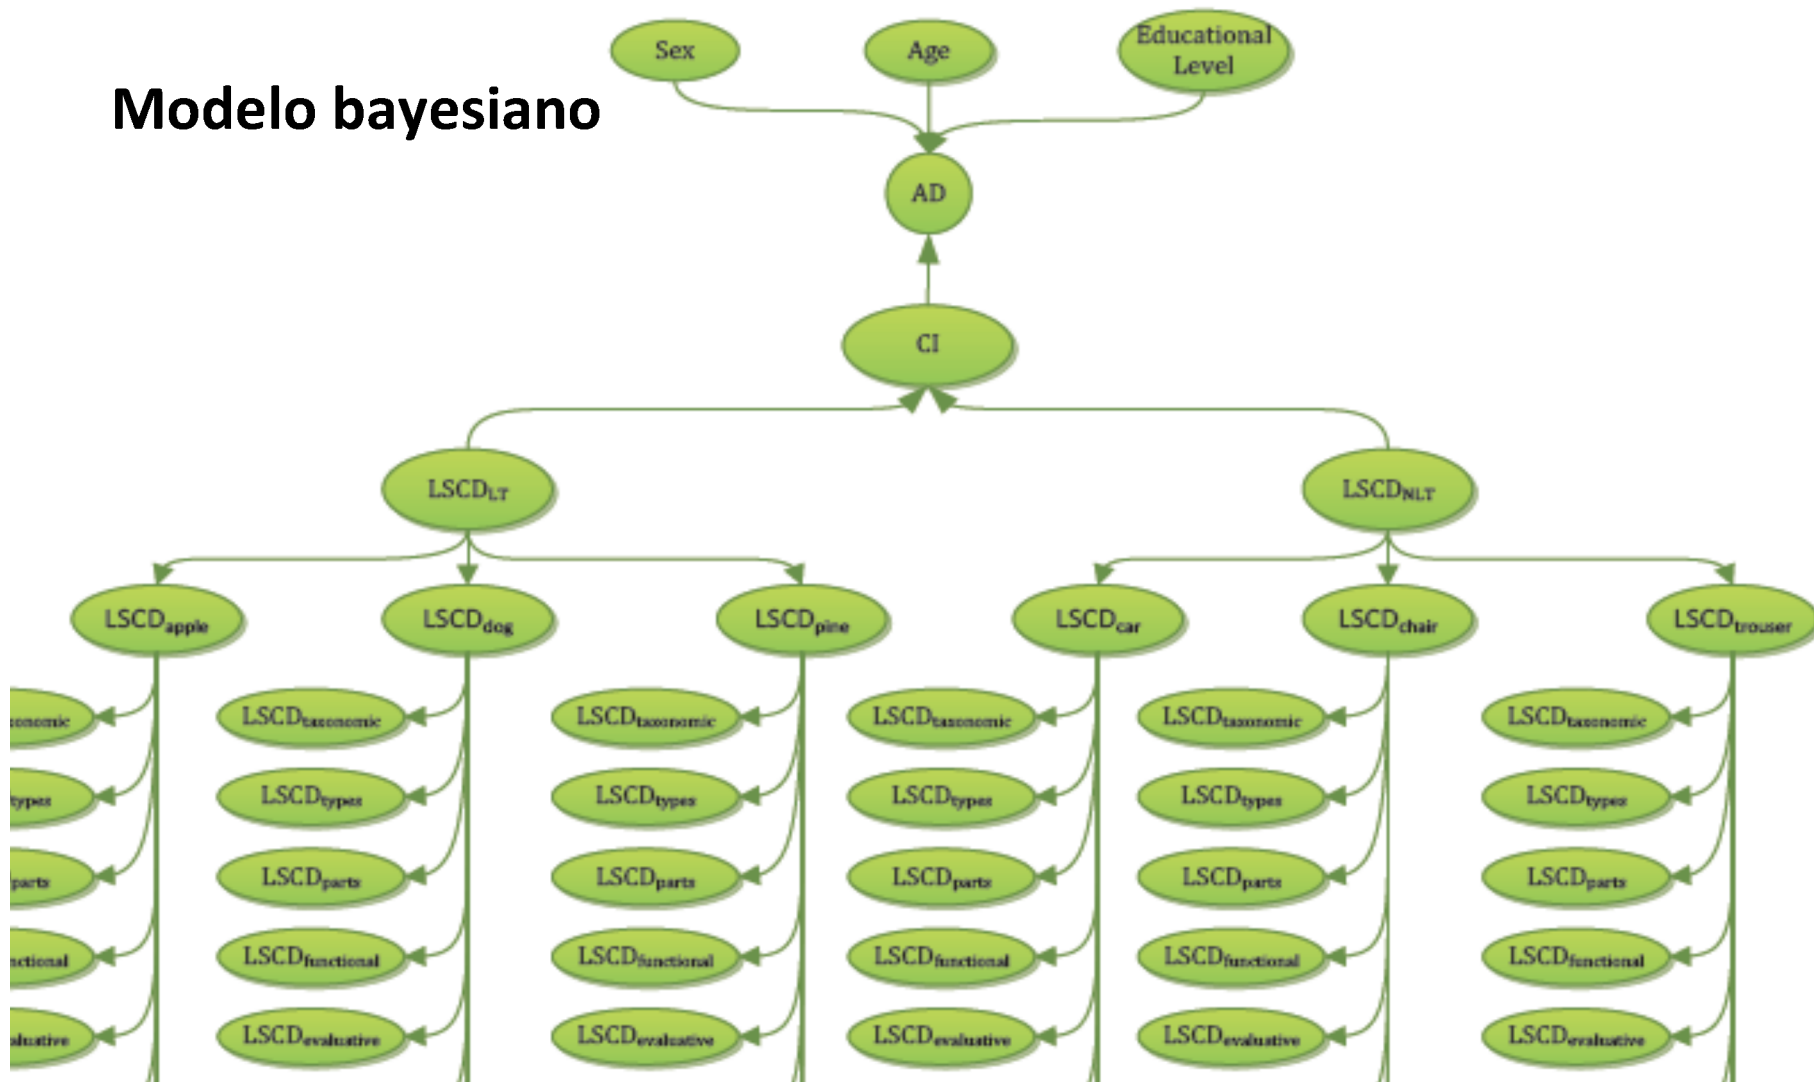 Sex
Age
Educational
Level
Modelo bayesiano
AD
CI
LSCDLT
LSCDNLT
LSCDapple
LSCDdog
LSCDpine
LSCDcar
LSCDchair
LSCDtrouser
LSCDtaxonomic
LSCDtaxonomic
LSCDtaxonomic
LSCDtaxonomic
LSCDtaxonomic
types
LSCDtypes
LSCDtypes
LSCDtypes
LSCDtypes
LSCDtypes
parts
LSCDparts
LSCDparts
LSCDparts
LSCDparts
LSCDparts
LSCDfunctional
LSCDfunctional
LSCDfunctional
LSCDfunctional
LSCDfunctional
LSCDevaluative
LSCDevaluative
LSCDevaluative
LSCDevaluative
LSCDevaluative